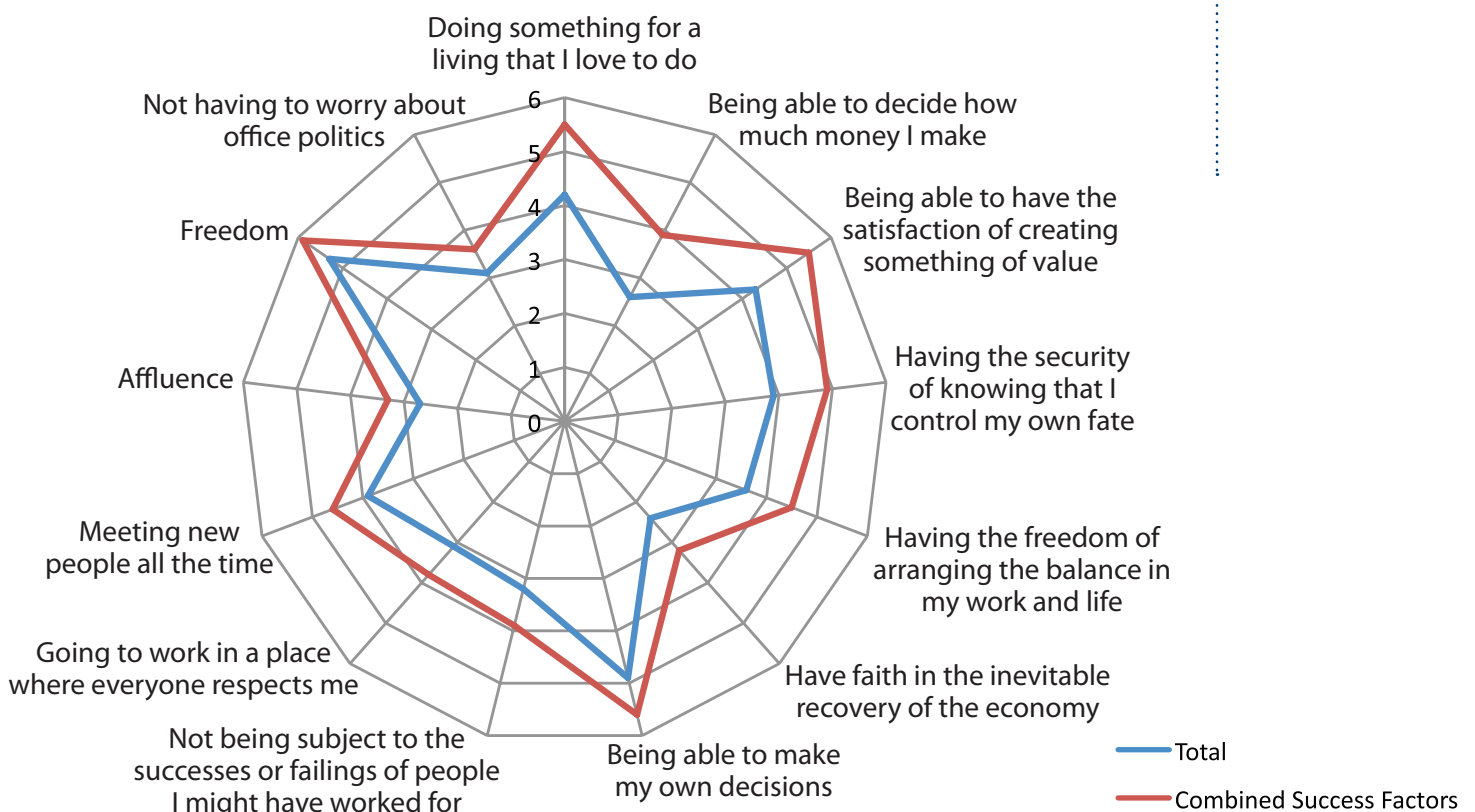 Doing something for a
living that I love to do
Being able to decide how
much money I make
Being able to have the
satisfaction of creating
something of value
Having the security
of knowing that I
control my own fate
Having the freedom of
arranging the balance in
my work and life
Have faith in the inevitable
recovery of the economy
Being able to make
my own decisions
Not being subject to the
successes or failings of people
I might have worked for
Going to work in a place
where everyone respects me
Meeting new
people all the time
Affluence
Freedom
Not having to worry about
office politics
6
5
4
3
2
1
0
Total
Combined Success Factors